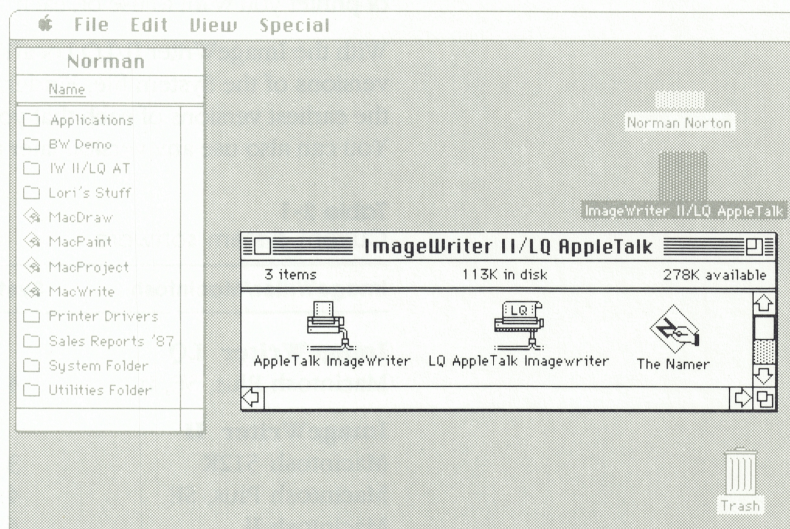 File Edit View Special
Norman
Name
Applications
BW Demo
IW II/LQ AT
Lori's Stuff
MacDraw
MacPaint
MacProject
MacWrite
Printer Drivers
Sales Reports '87
System Folder
Utilities Folder
Norman Norton
ImageWriter II/LQ AppleTalk
ImageWriter II/LQ AppleTalk
3 items 113K in disk 278K available
LQ
AppleTalk ImageWriter LQ AppleTalk Imagewriter The Namer
Trash